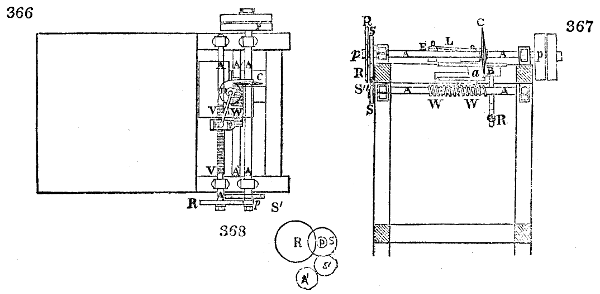 366
367
A A A
C
V W
V
A A A
R A p S'
368
R p S
S'
A'
R
S
p A E L A C p
R a B
S' A W W A
S R